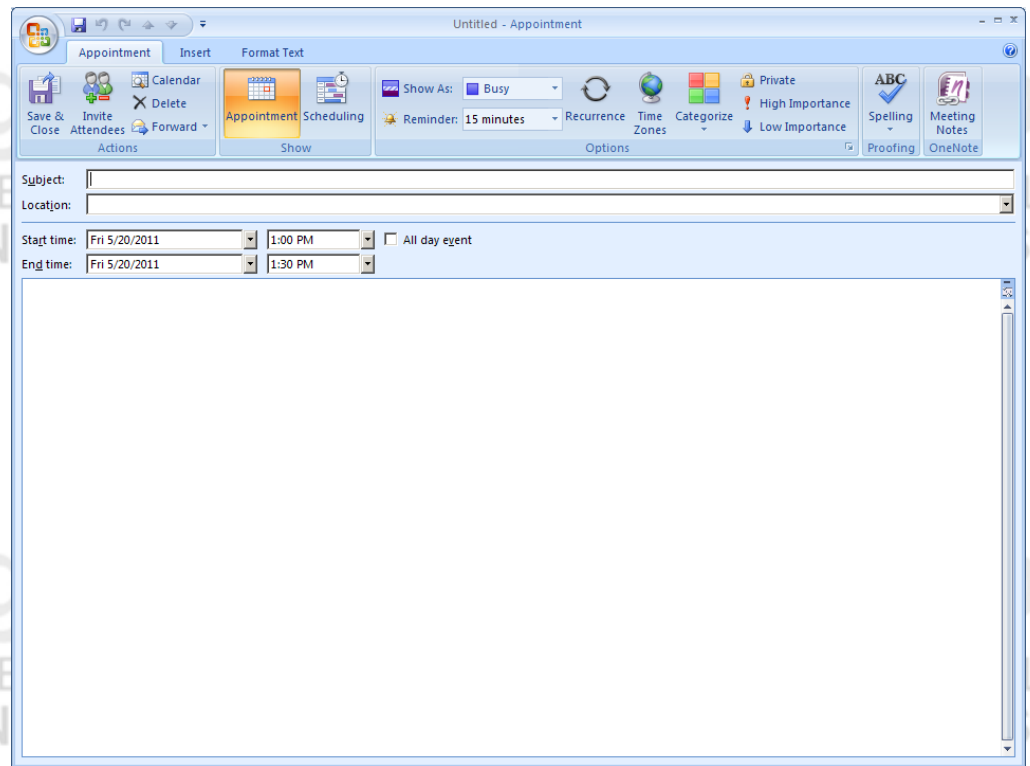 Untitled - Appointment
Appointment Insert Format Text
Save & Close
Invite Attendees
Calendar
Delete
Forward
Actions
Appointment
Scheduling
Show
Show As: Busy
Reminder: 15 minutes
Recurrence
Time Zones
Categorize
Private
High Importance
Low Importance
Options
ABC
Spelling
Proofing
Meeting Notes
OneNote
Subject:
Location:
Start time: Fri 5/20/2011 1:00 PM All day event
End time: Fri 5/20/2011 1:30 PM